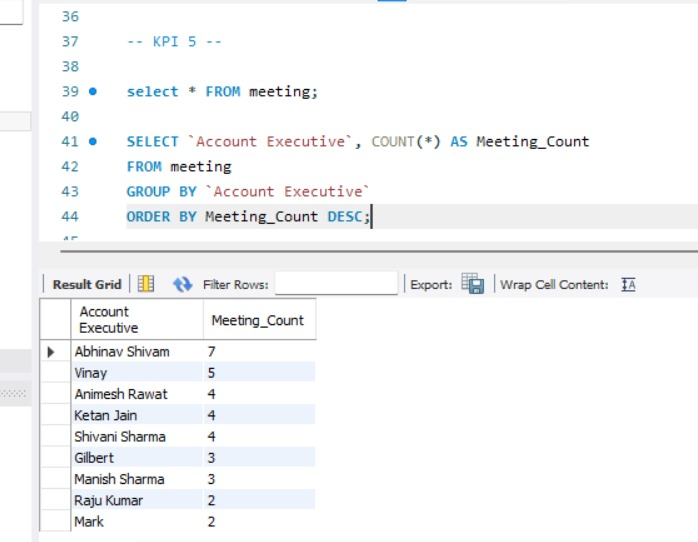 36
37 -- KPI 5 --
38
39 select * FROM meeting;
40
41 SELECT `Account Executive`, COUNT(*) AS Meeting_Count
42 FROM meeting
43 GROUP BY `Account Executive`
44 ORDER BY Meeting_Count DESC;
Result Grid Filter Rows: Export: Wrap Cell Content: IA
Account Executive Meeting_Count
Abhinav Shivam 7
Vinay 5
Animesh Rawat 4
Ketan Jain 4
Shivani Sharma 4
Gilbert 3
Manish Sharma 3
Raju Kumar 2
Mark 2